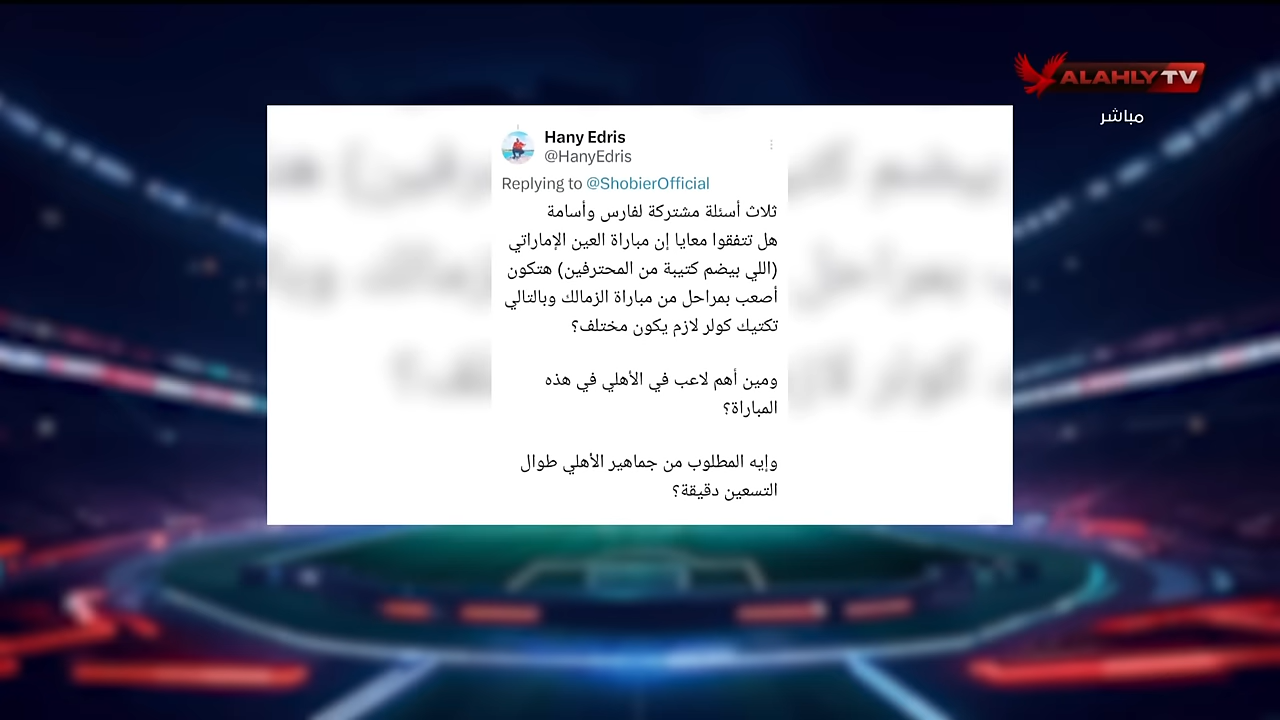 ALAHLY TV
مباشر
Hany Edris
@HanyEdris
Replying to @ShobierOfficial
ثلاث أسئلة مشتركة لفارس وأسامة
هل تتفقوا معايا إن مباراة العين الإماراتي
(اللي بيضم كتيبة من المحترفين) هتكون
أصعب بمراحل من مباراة الزمالك وبالتالي
تكتيك كولر لازم يكون مختلف؟
ومين أهم لاعب في الأهلي في هذه
المباراة؟
وإيه المطلوب من جماهير الأهلي طوال
التسعين دقيقة؟